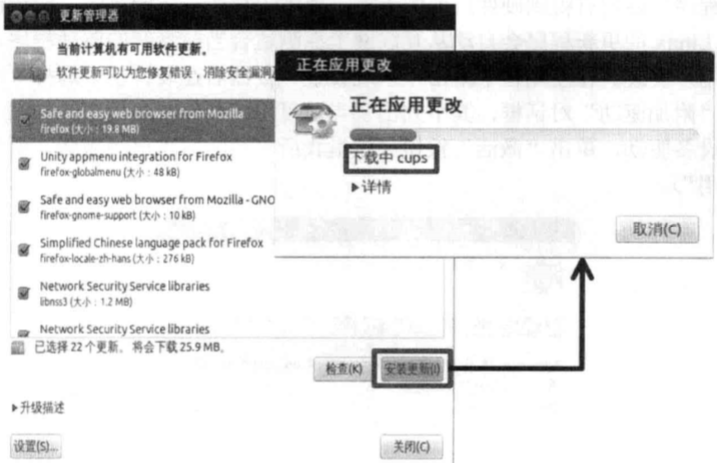 更新管理器
当前计算机有可用软件更新。
软件更新可以为您修复错误，消除安全漏洞
Safe and easy web browser from Mozilla
firefox (大小：19.8 MB)
Unity appmenu integration for Firefox
firefox-globalmenu (大小：48 kB)
Safe and easy web browser from Mozilla - GNO
firefox-gnome-support (大小：10 kB)
Simplified Chinese language pack for Firefox
firefox-locale-zh-hans (大小：276 kB)
Network Security Service libraries
libnss3 (大小：1.2 MB)
Network Security Service libraries
已选择 22 个更新。 将会下载 25.9 MB。
检查(K)
安装更新(I)
▶升级描述
设置(S)...
关闭(C)
正在应用更改
正在应用更改
下载中 cups
▶详情
取消(C)